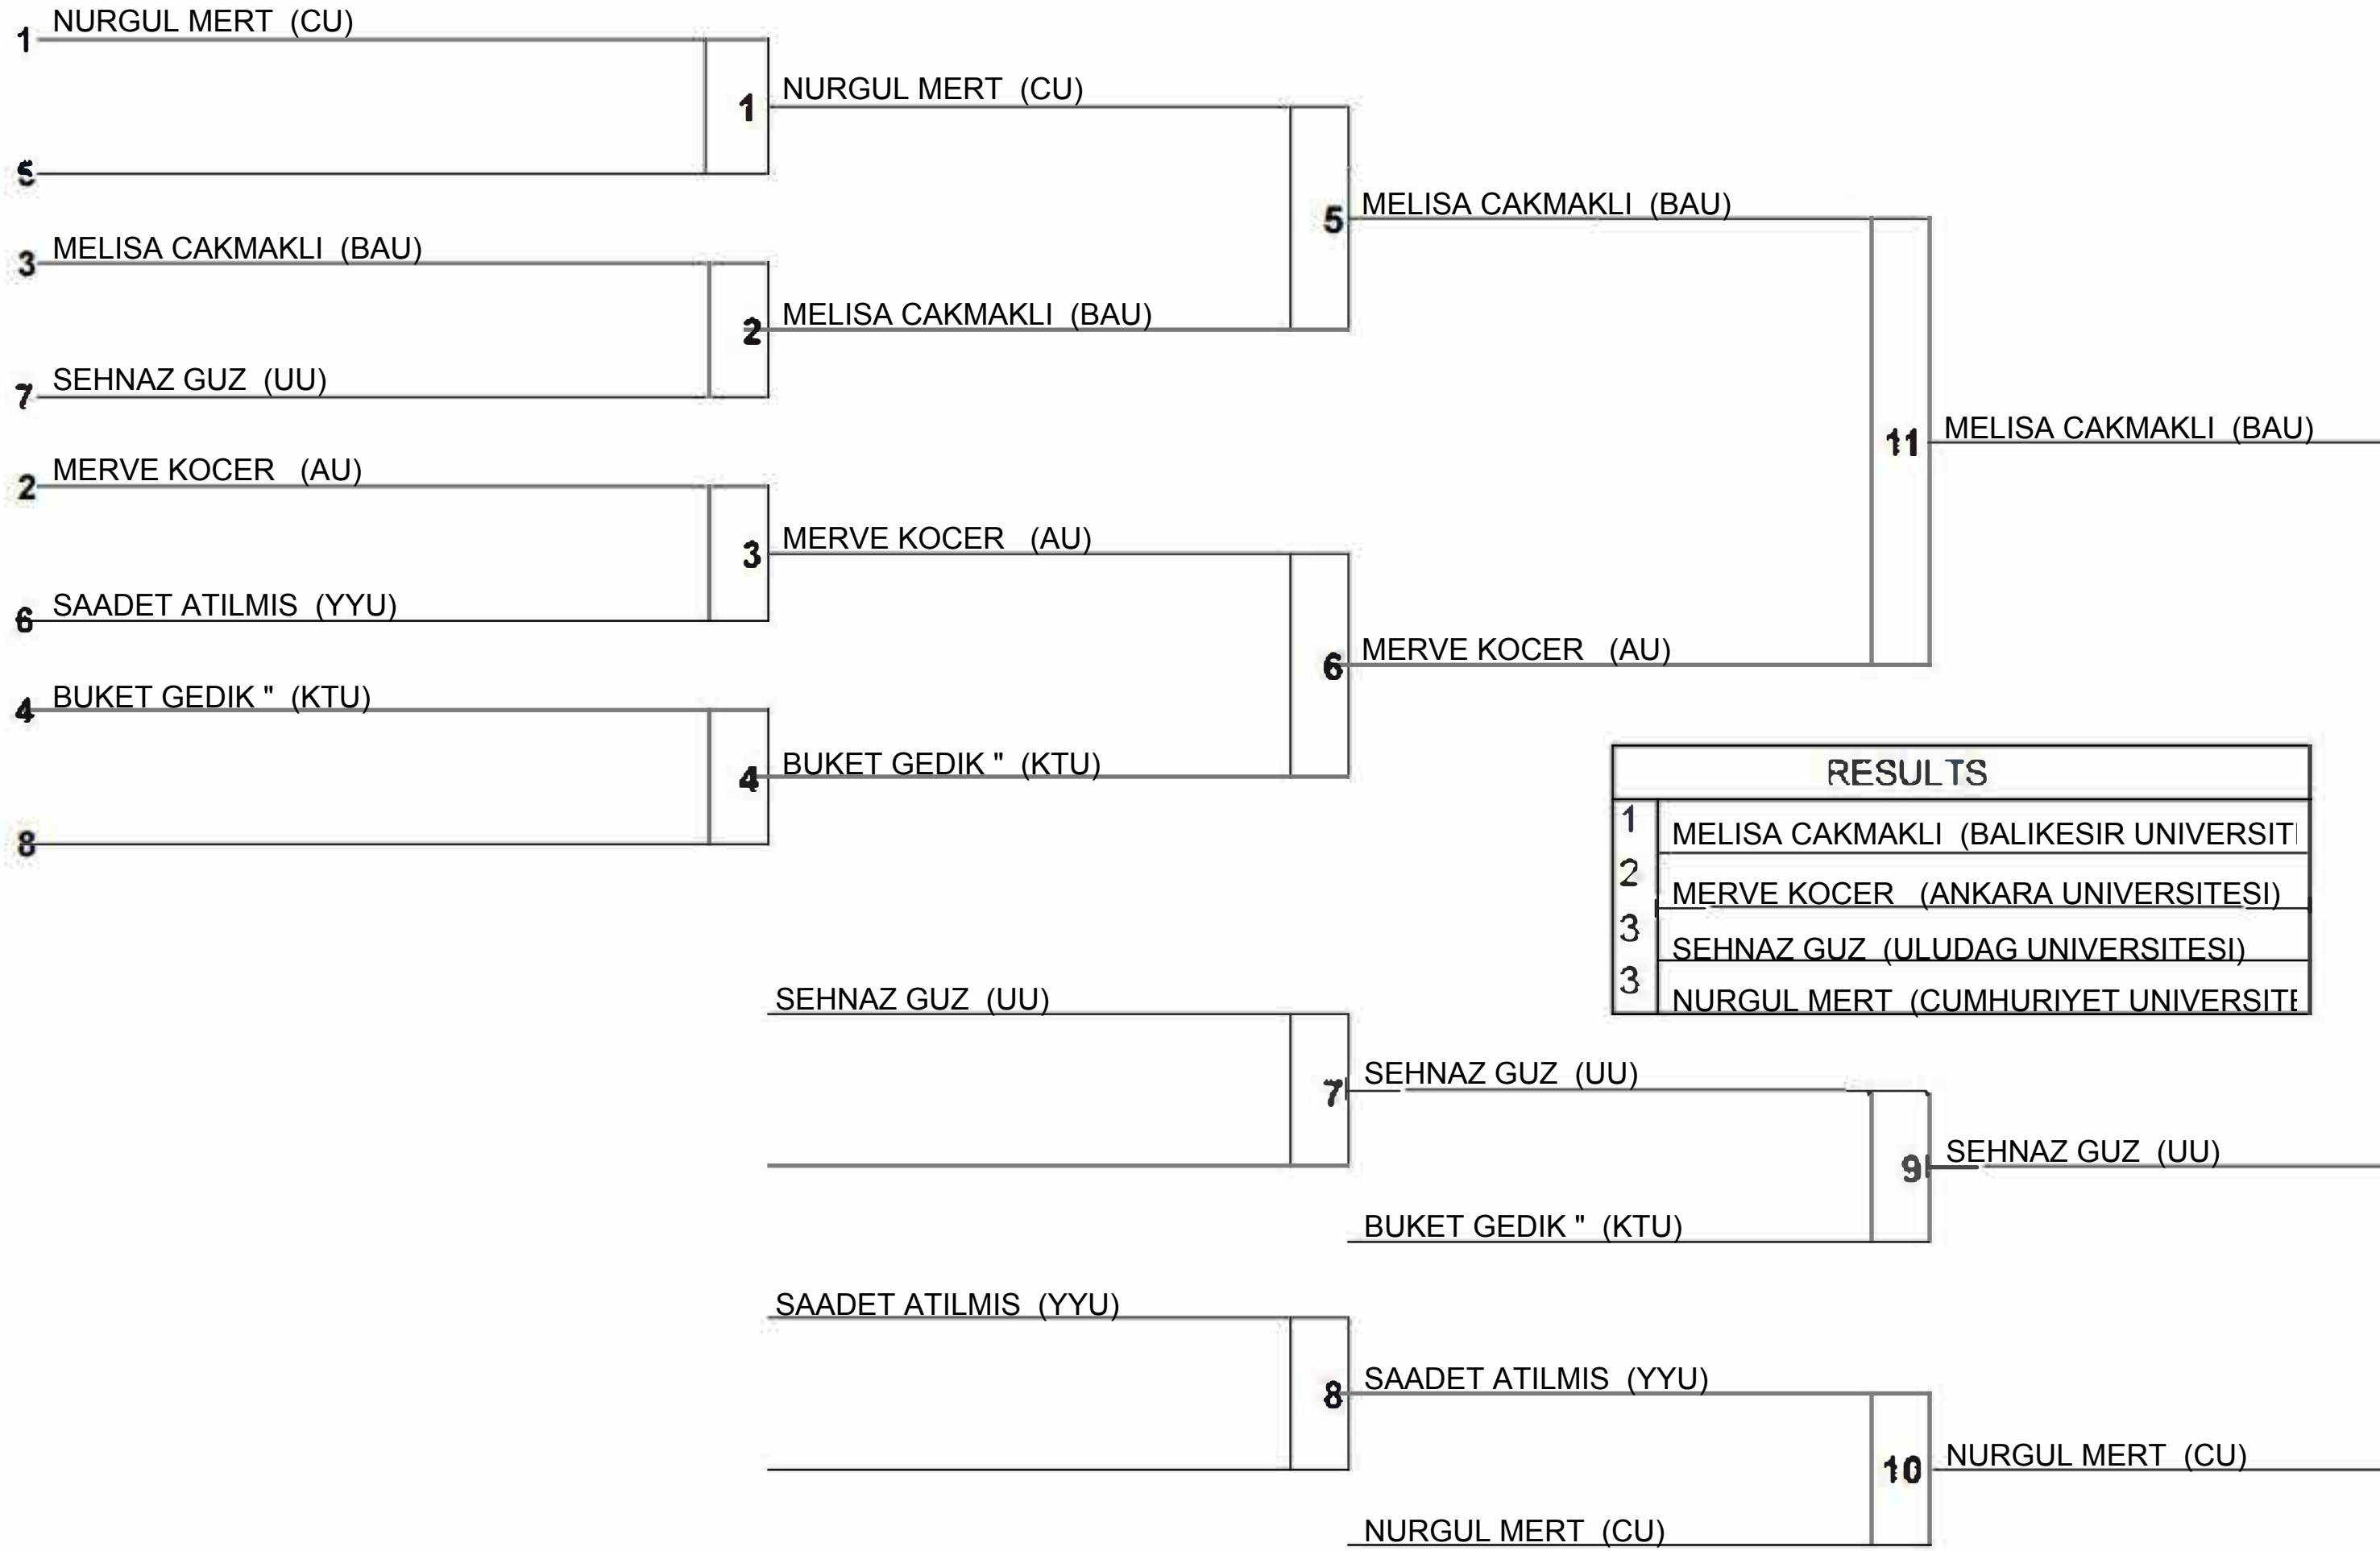 NURGUL MERT (CU)
1
NURGUL MERT (CU)
1
5
MELISA CAKMAKLI (BAU)
5
MELISA CAKMAKLI (BAU)
3
MELISA CAKMAKLI (BAU)
2
SEHNAZ GUZ (UU)
7
MELISA CAKMAKLI (BAU)
11
MERVE KOCER (AU)
2
MERVE KOCER (AU)
3
SAADET ATILMIS (YYU)
6
MERVE KOCER (AU)
6
BUKET GEDIK " (KTU)
4
BUKET GEDIK " (KTU)
4
8
RESULTS
1 MELISA CAKMAKLI (BALIKESIR UNIVERSITI
2 MERVE KOCER (ANKARA UNIVERSITESI)
3 SEHNAZ GUZ (ULUDAG UNIVERSITESI)
3 NURGUL MERT (CUMHURIYET UNIVERSITE
SEHNAZ GUZ (UU)
SEHNAZ GUZ (UU)
7
SEHNAZ GUZ (UU)
9
BUKET GEDIK " (KTU)
SAADET ATILMIS (YYU)
SAADET ATILMIS (YYU)
8
NURGUL MERT (CU)
10
NURGUL MERT (CU)